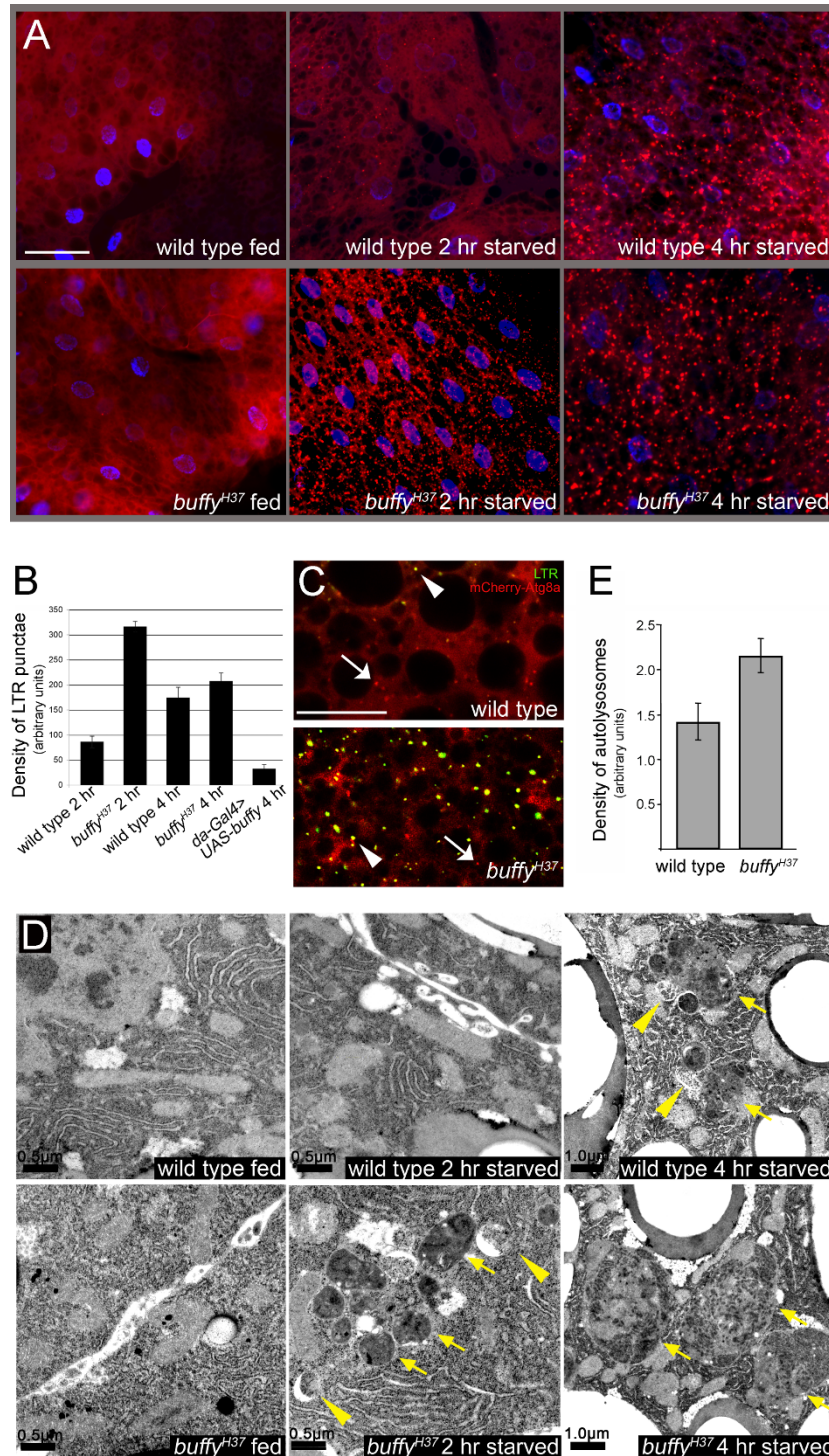 A
wild type fed
wild type 2 hr starved
wild type 4 hr starved
buffyH37 fed
buffyH37 2 hr starved
buffyH37 4 hr starved
B
Density of LTR punctae
(arbitrary units)
350
300
250
200
150
100
50
0
wild type 2 hr
buffyH37 2 hr
wild type 4 hr
buffyH37 4 hr
da-Gal4>
UAS-buffy 4 hr
C
LTR
mCherry-Atg8a
wild type
buffyH37
E
Density of autolysosomes
(arbitrary units)
2.5
2.0
1.5
1.0
0.5
wild type
buffyH37
D
0.5µm
wild type fed
0.5µm
wild type 2 hr starved
1.0µm
wild type 4 hr starved
0.5µm
buffyH37 fed
0.5µm
buffyH37 2 hr starved
1.0µm
buffyH37 4 hr starved